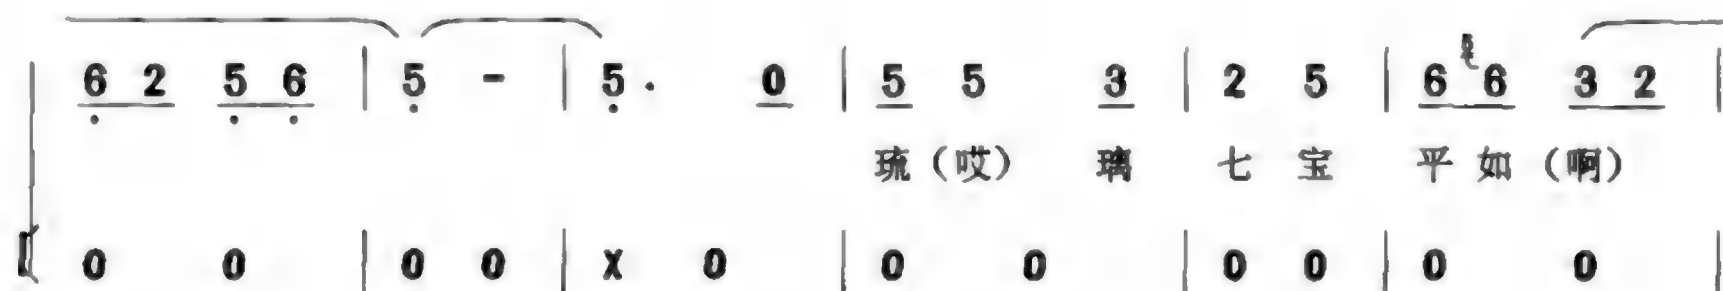 6 2 5 6 | 5 - | 5. 0 | 5 5 3 | 2 5 | 6 6 3 2 |
琉（哎） 璃 七 宝 平 如（啊）
0 0 | 0 0 | X 0 | 0 0 | 0 0 | 0 0 |